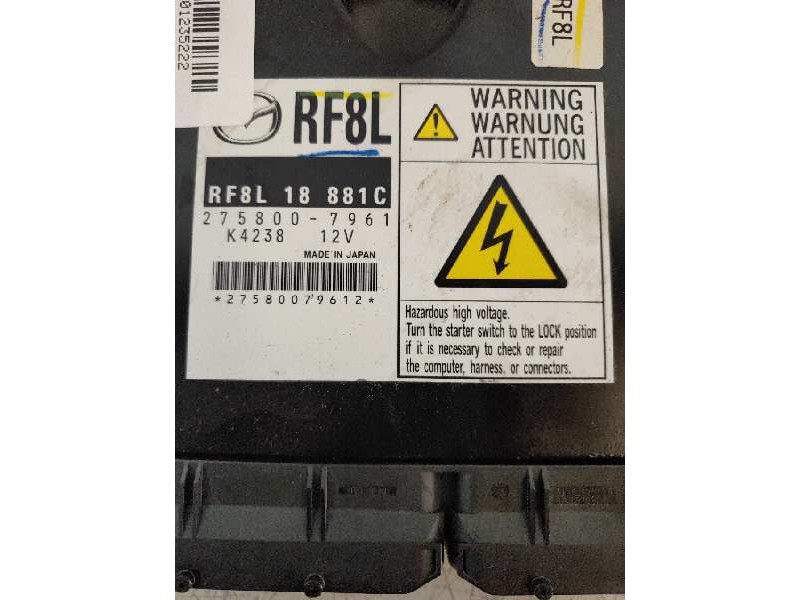 01235222
RF8L
RF8L
RF8L 18 881C
275800-7961
K4238 12V
MADE IN JAPAN
*27580079612*
WARNING
WARNUNG
ATTENTION
Hazardous high voltage.
Turn the starter switch to the LOCK position
if it is necessary to check or repair
the computer, harness, or connectors.